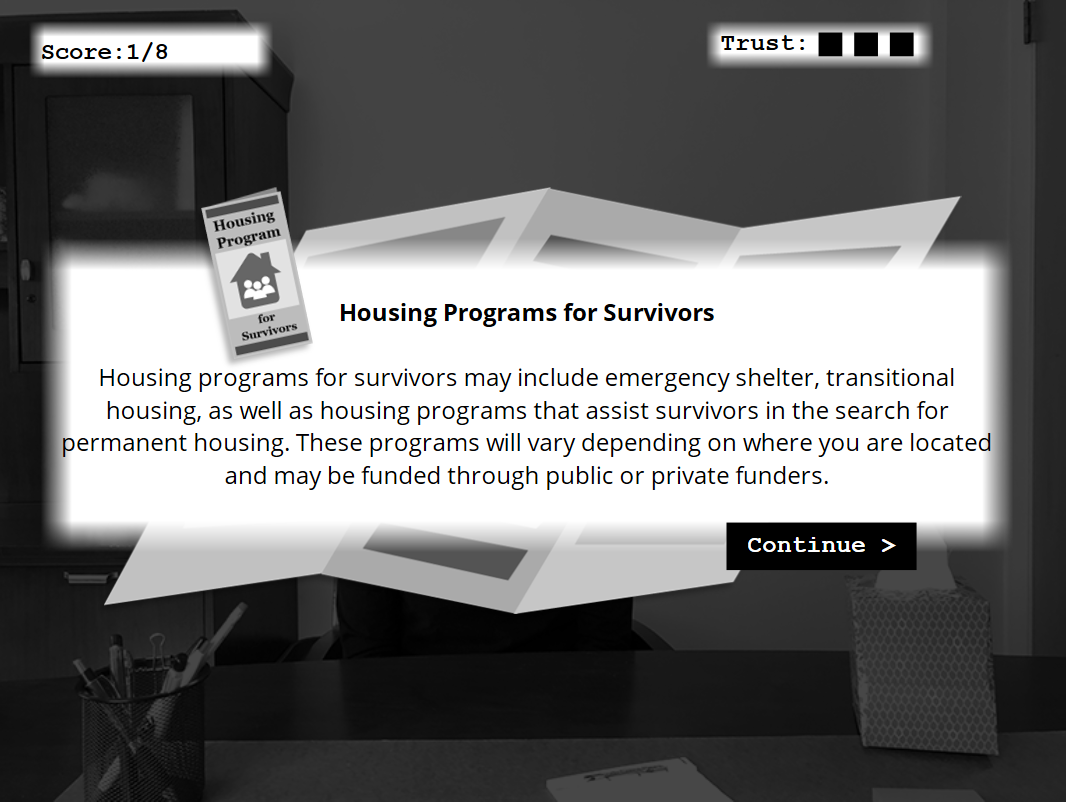 Score:1/8
Trust:
Housing
Program
for
Survivors
Housing Programs for Survivors
Housing programs for survivors may include emergency shelter, transitional
housing, as well as housing programs that assist survivors in the search for
permanent housing. These programs will vary depending on where you are located
and may be funded through public or private funders.
Continue >